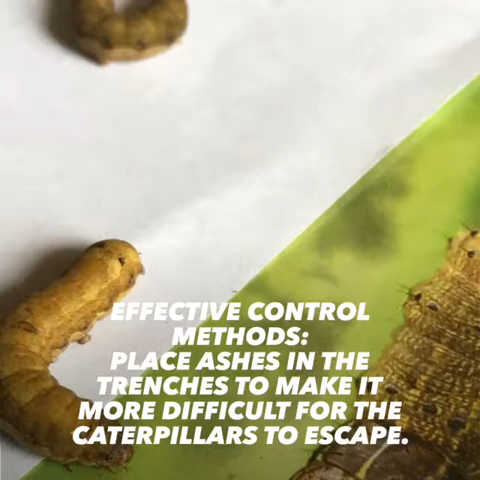 EFFECTIVE CONTROL
METHODS:
PLACE ASHES IN THE
TRENCHES TO MAKE IT
MORE DIFFICULT FOR THE
CATERPILLARS TO ESCAPE.